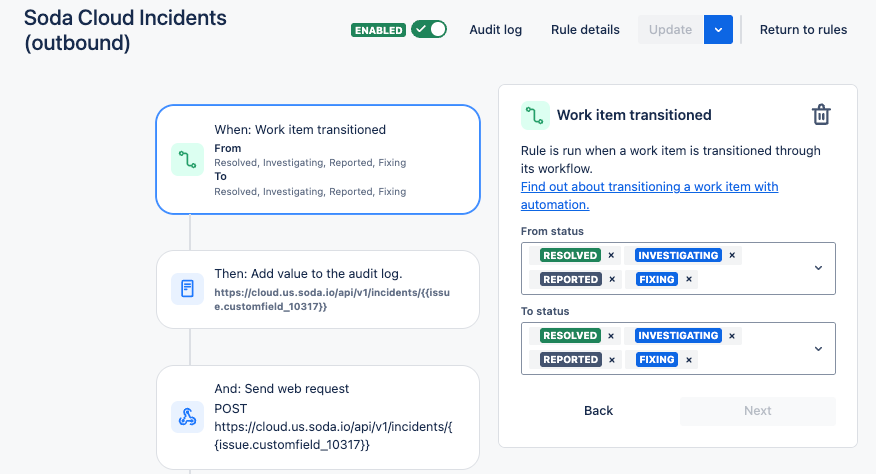 Soda Cloud Incidents
(outbound)
ENABLED
Audit log
Rule details
Update
Return to rules
When: Work item transitioned
From
Resolved, Investigating, Reported, Fixing
To
Resolved, Investigating, Reported, Fixing
Then: Add value to the audit log.
https://cloud.us.soda.io/api/v1/incidents/{{issu
e.customfield_10317}}
And: Send web request
POST
https://cloud.us.soda.io/api/v1/incidents/{
{issue.customfield_10317}}
Work item transitioned
Rule is run when a work item is transitioned through
its workflow.
Find out about transitioning a work item with
automation.
From status
RESOLVED × INVESTIGATING ×
REPORTED × FIXING ×
To status
RESOLVED × INVESTIGATING ×
REPORTED × FIXING ×
Back
Next